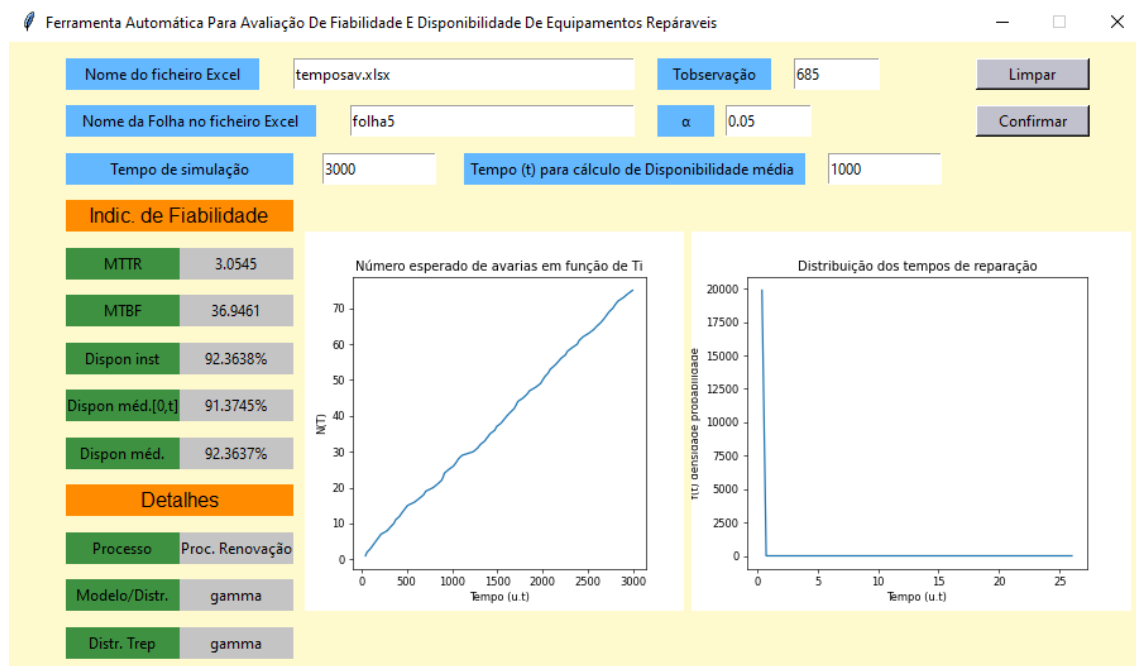 Ferramenta Automática Para Avaliação De Fiabilidade E Disponibilidade De Equipamentos Repáraveis
Nome do ficheiro Excel temposav.xlsx Tobservação 685 Limpar
Nome da Folha no ficheiro Excel folha5 α 0.05 Confirmar
Tempo de simulação 3000 Tempo (t) para cálculo de Disponibilidade média 1000
Indic. de Fiabilidade
MTTR 3.0545
MTBF 36.9461
Dispon inst 92.3638%
Dispon méd.[0,t] 91.3745%
Dispon méd. 92.3637%
Detalhes
Processo Proc. Renovação
Modelo/Distr. gamma
Distr. Trep gamma
Número esperado de avarias em função de Ti
N(T)
70
60
50
40
30
20
10
0
0 500 1000 1500 2000 2500 3000
Tempo (u.t)
Distribuição dos tempos de reparação
f(t) densidade probabilidade
20000
17500
15000
12500
10000
7500
5000
2500
0
0 5 10 15 20 25
Tempo (u.t)